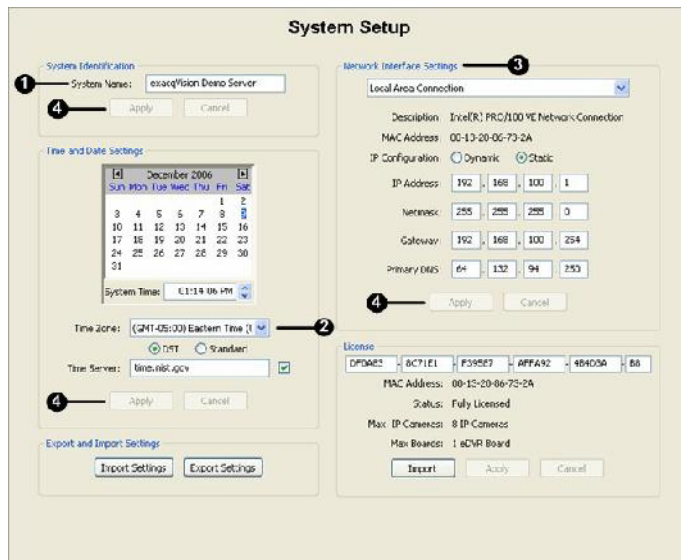 System Setup
System Identification
1
System Name: exacqVision Demo Server
4
Apply Cancel
Time and Date Settings
December 2006
Sun Mon Tue Wed Thu Fri Sat
1 2
3 4 5 6 7 8 9
10 11 12 13 14 15 16
17 18 19 20 21 22 23
24 25 26 27 28 29 30
31
System Time: 01:14:06 PM
Time Zone: (GMT-05:00) Eastern Time (U
2
DST Standard
Time Server: time.nist.gov
4
Apply Cancel
Export and Import Settings
Import Settings Export Settings
Network Interface Settings
3
Local Area Connection
Description: Intel(R) PRO/100 VE Network Connection
MAC Address: 00-13-20-86-73-2A
IP Configuration Dynamic Static
IP Address: 192 . 168 . 100 . 1
Netmask: 255 . 255 . 255 . 0
Gateway: 192 . 168 . 100 . 254
Primary DNS: 64 . 132 . 94 . 250
4
Apply Cancel
License
- 8C71E1 - - AFFA92 - - B8
MAC Address: 00-13-20-86-73-2A
Status: Fully Licensed
Max IP Cameras: 8 IP Cameras
Max Boards: 1 eDVR Board
Import Apply Cancel